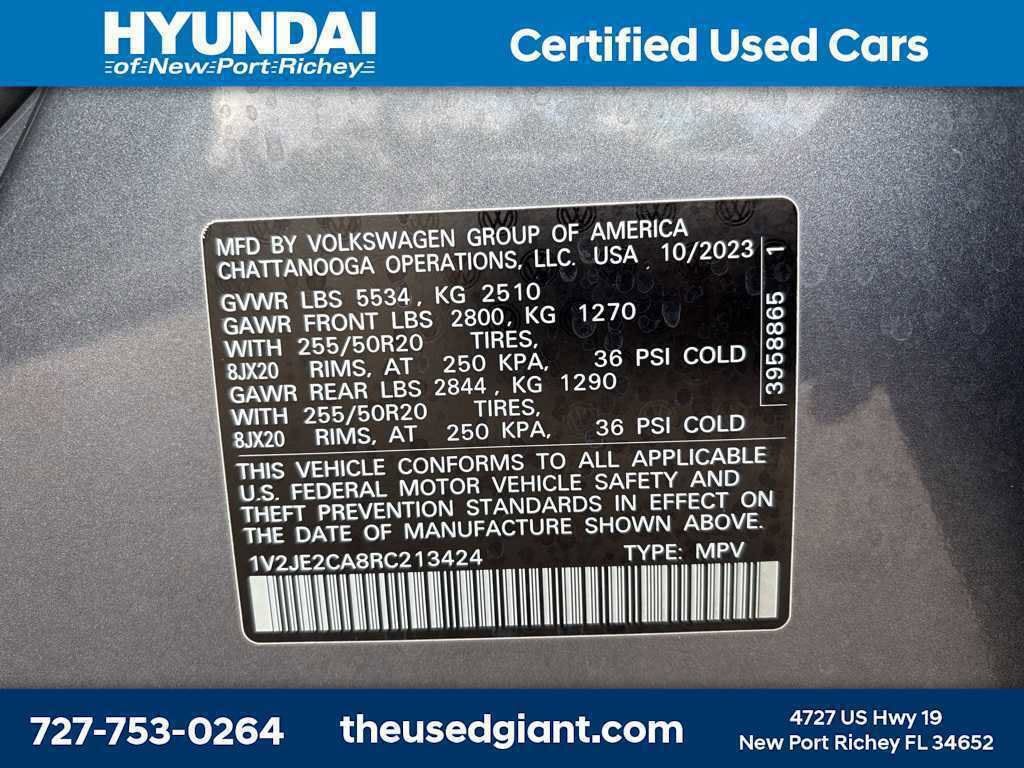 HYUNDAI
of New Port Richey
Certified Used Cars
MFD BY VOLKSWAGEN GROUP OF AMERICA
CHATTANOOGA OPERATIONS, LLC. USA 10/2023
GVWR LBS 5534, KG 2510
GAWR FRONT LBS 2800, KG 1270
WITH 255/50R20 TIRES,
8JX20 RIMS, AT 250 KPA, 36 PSI COLD
GAWR REAR LBS 2844, KG 1290
WITH 255/50R20 TIRES,
8JX20 RIMS, AT 250 KPA, 36 PSI COLD
3958865 1
THIS VEHICLE CONFORMS TO ALL APPLICABLE
U.S. FEDERAL MOTOR VEHICLE SAFETY AND
THEFT PREVENTION STANDARDS IN EFFECT ON
THE DATE OF MANUFACTURE SHOWN ABOVE.
1V2JE2CA8RC213424 TYPE: MPV
727-753-0264
theusedgiant.com
4727 US Hwy 19
New Port Richey FL 34652